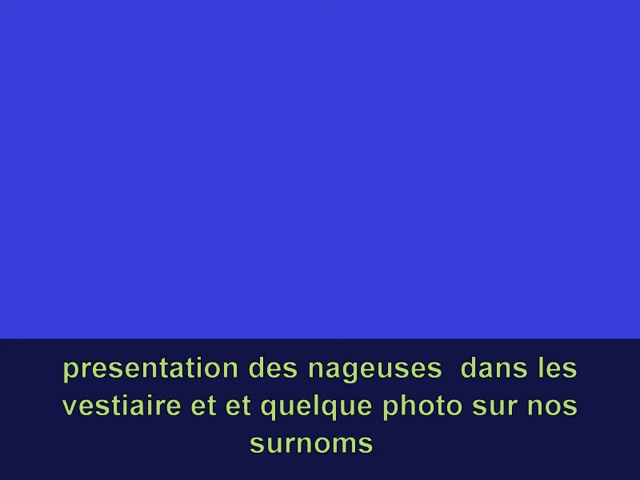 presentation des nageuses  dans les
vestiaire et et quelque photo sur nos
surnoms